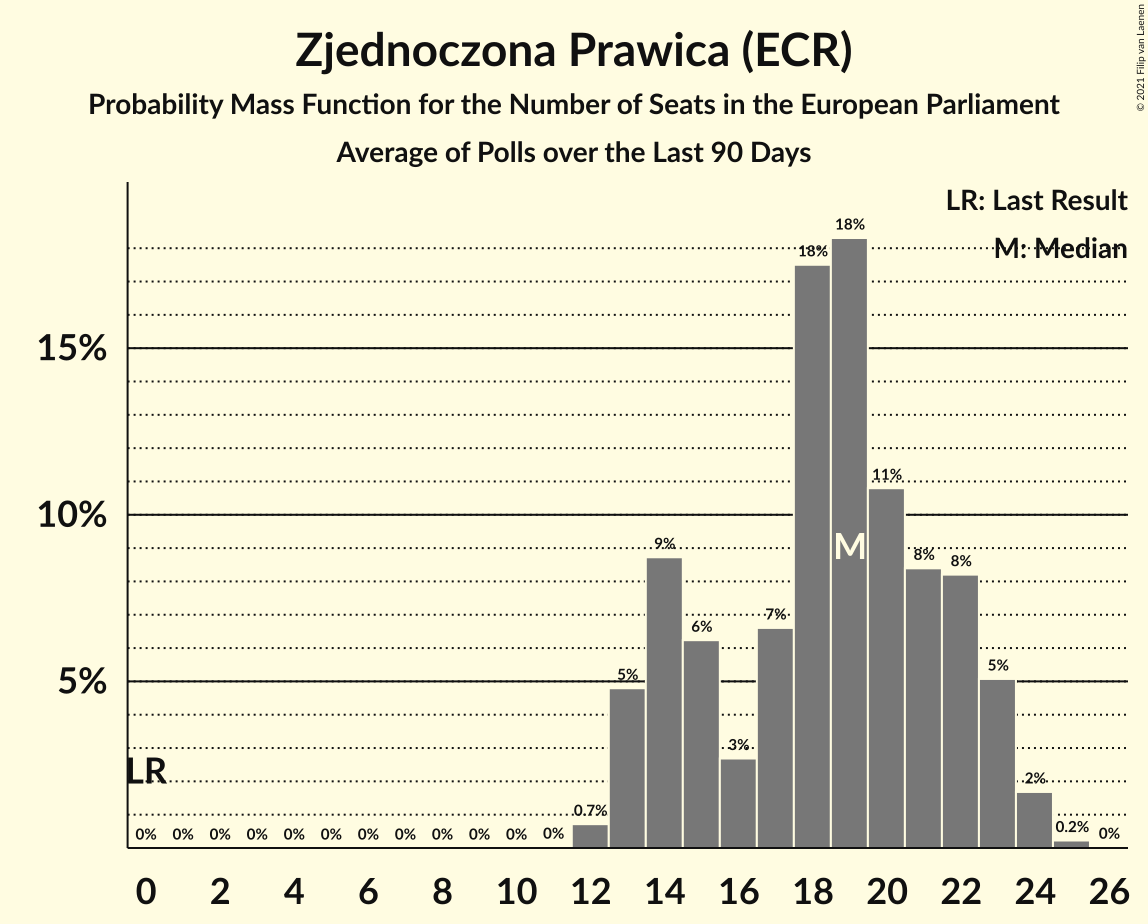 Zjednoczona Prawica (ECR)
Probability Mass Function for the Number of Seats in the European Parliament
Average of Polls over the Last 90 Days
© 2021 Filip van Laenen
LR: Last Result
M: Median
18%
18%
15%
11%
10%
M
9%
8%
8%
7%
6%
5%
5%
5%
3%
2%
LR
0.7%
0.2%
0% 0% 0% 0% 0% 0% 0% 0% 0% 0% 0% 0% 0%
0 2 4 6 8 10 12 14 16 18 20 22 24 26